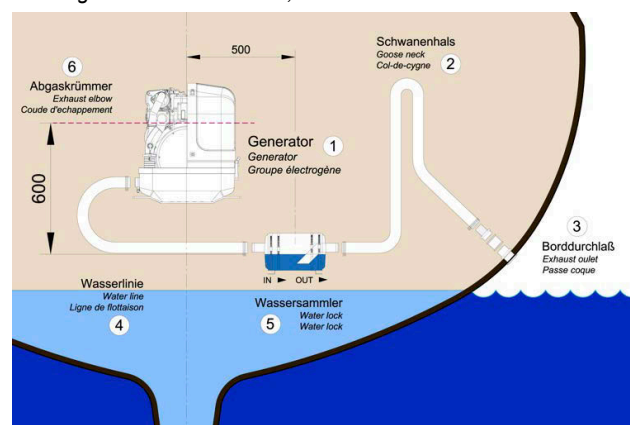 500
6
Abgaskrümmer
Exhaust elbow
Coude d'echappement
Schwanenhals
Goose neck
Col-de-cygne
2
Generator
Generator
Groupe électrogène
1
600
3
Borddurchlaß
Exhaust oulet
Passe coque
IN OUT
Wasserlinie
Water line
Ligne de flottaison
4
Wassersammler
Water lock
Water lock
5